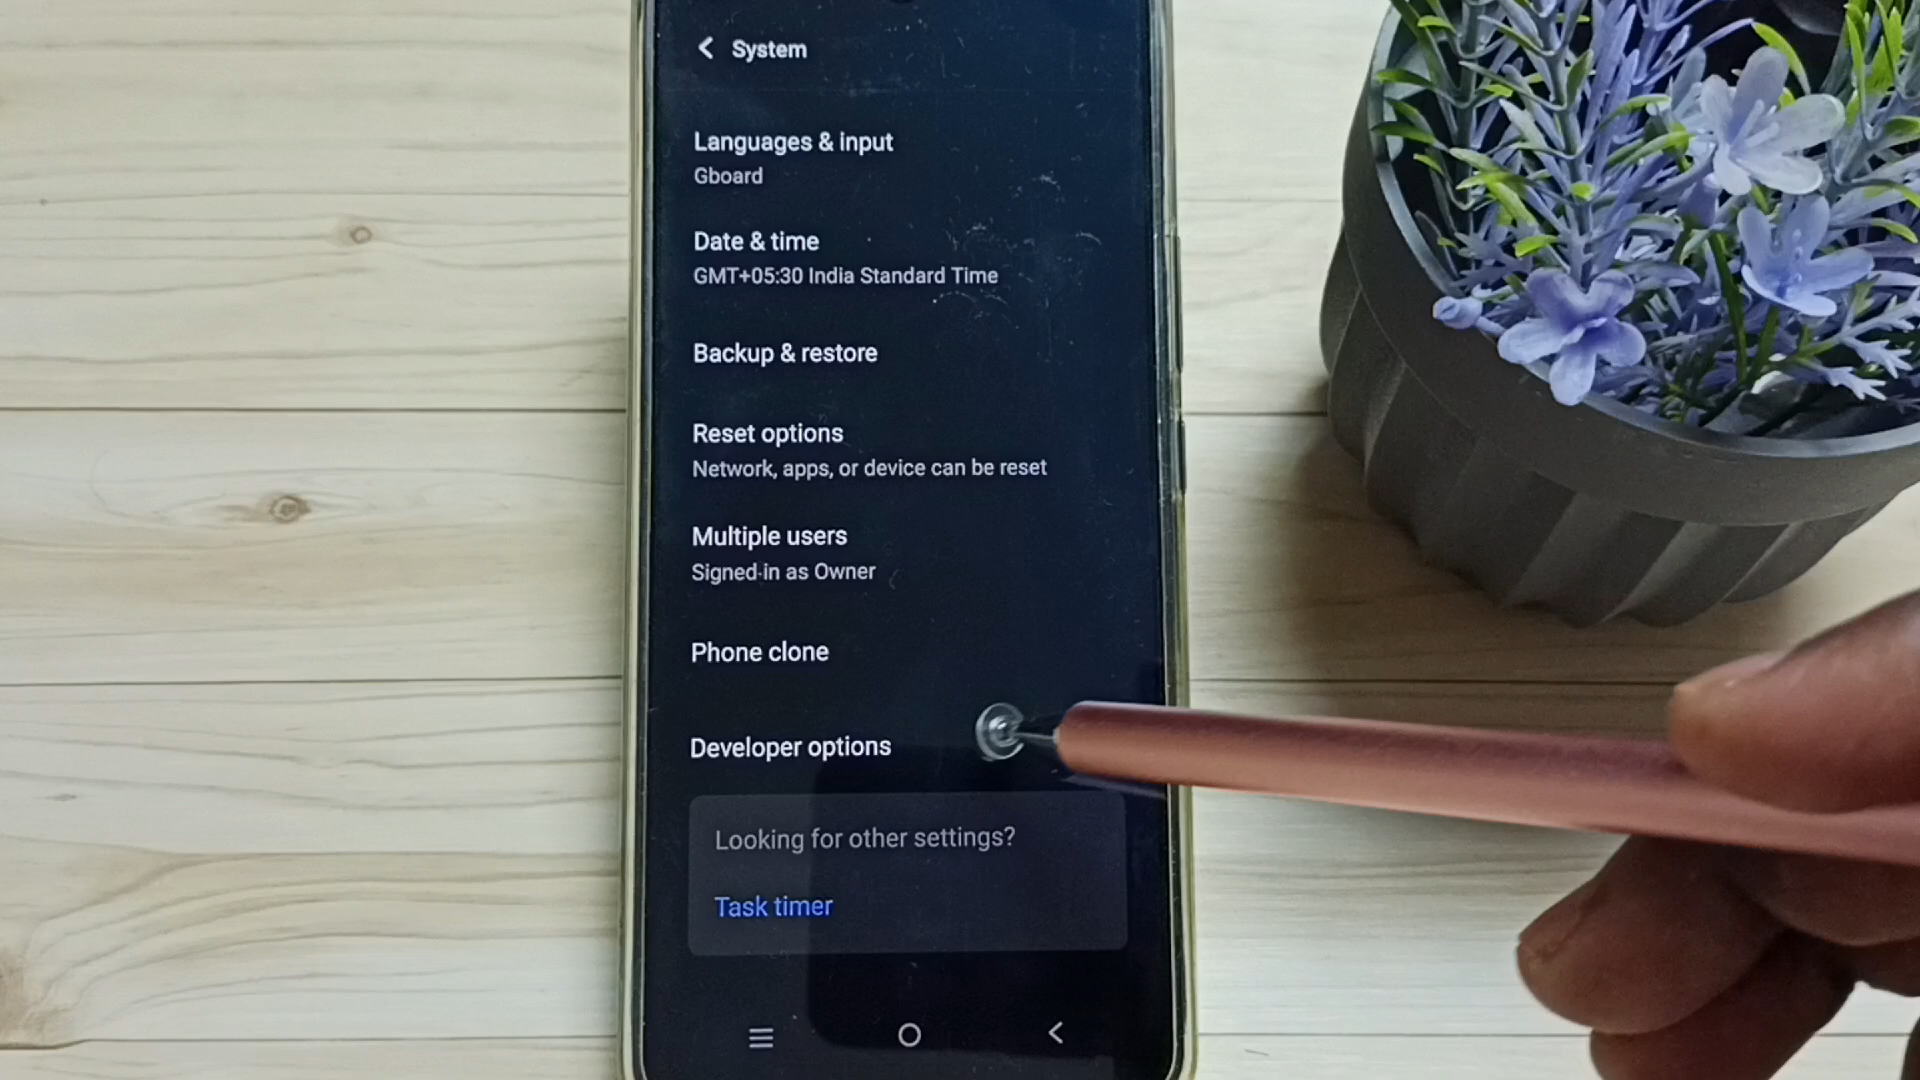 System
Languages & input
Gboard
Date & time
GMT+05:30 India Standard Time
Backup & restore
Reset options
Network, apps, or device can be reset
Multiple users
Signed in as Owner
Phone clone
Developer options
Looking for other settings?
Task timer